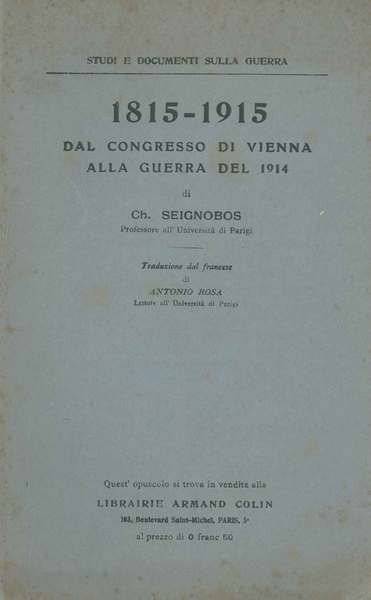 STUDI E DOCUMENTI SULLA GUERRA
1815-1915
DAL CONGRESSO DI VIENNA
ALLA GUERRA DEL 1914
di
Ch. SEIGNOBOS
Professore all' Università di Parigi
Traduzione dal francese
di
ANTONIO ROSA
Lettore all' Università di Parigi
Quest' opuscolo si trova in vendita alla
LIBRAIRIE ARMAND COLIN
103, Boulevard Saint-Michel, PARIS, 5e
al prezzo di 0 franc 50